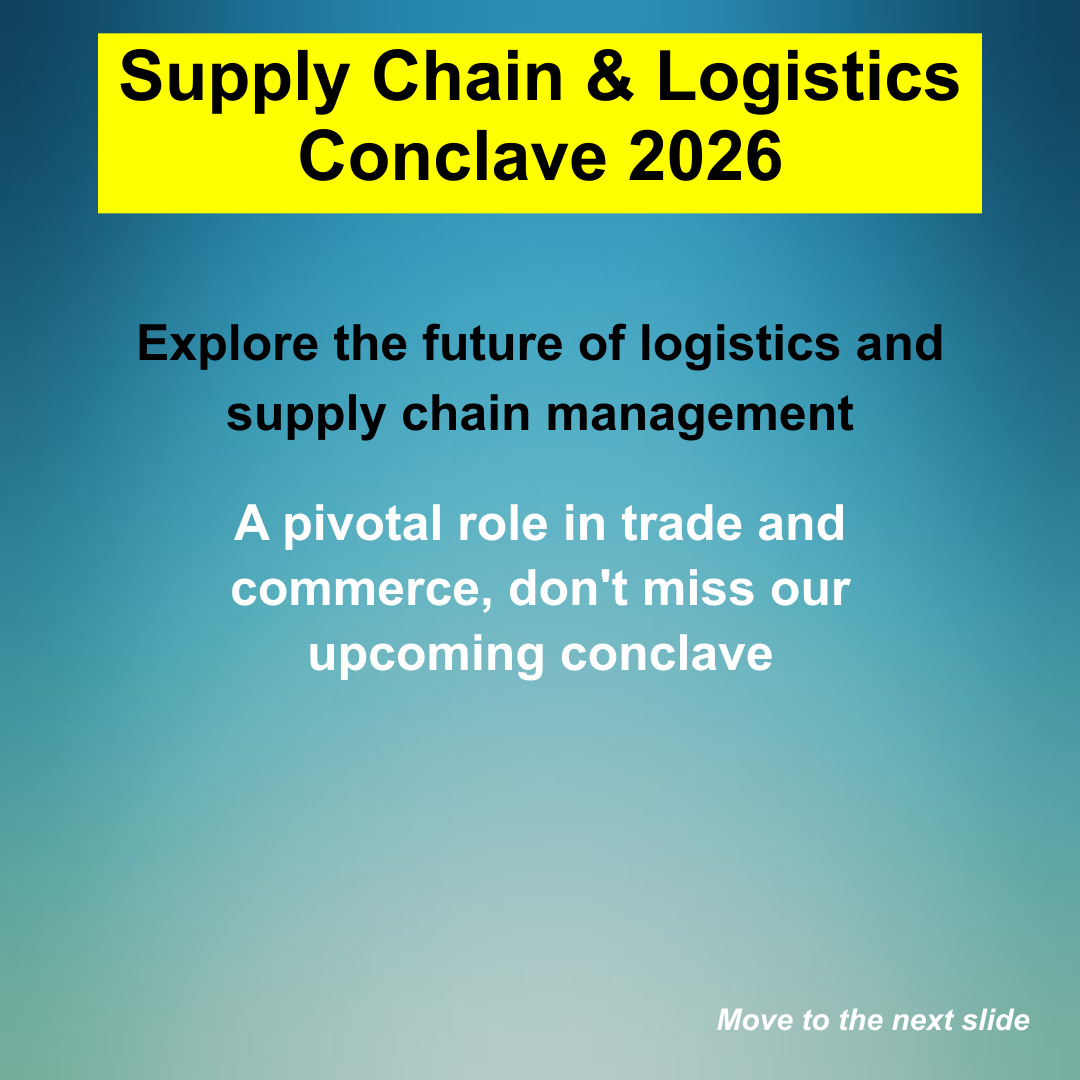 Supply Chain & Logistics
Conclave 2026
Explore the future of logistics and
supply chain management
A pivotal role in trade and
commerce, don't miss our
upcoming conclave
Move to the next slide